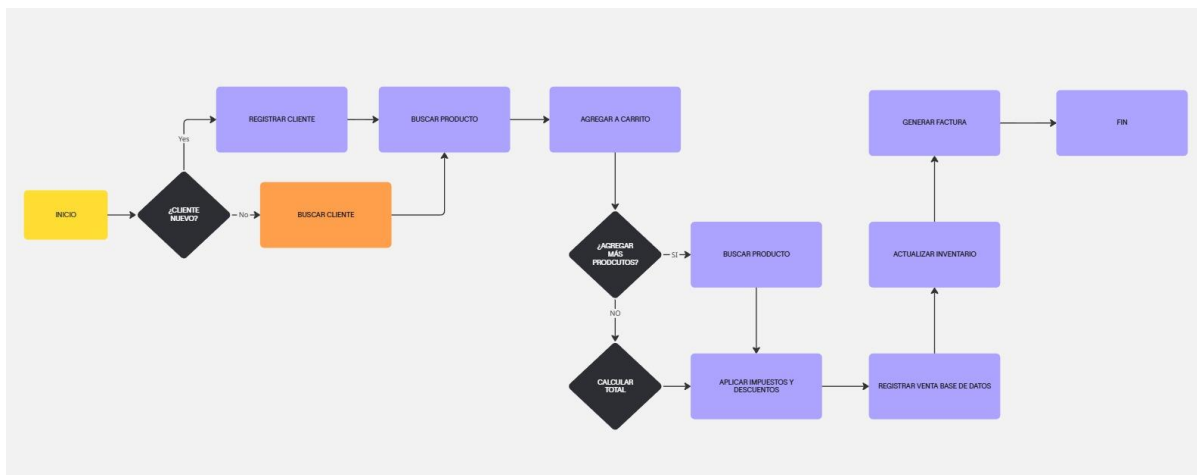 INICIO
¿CLIENTE
NUEVO?
Yes
REGISTRAR CLIENTE
No
BUSCAR CLIENTE
BUSCAR PRODUCTO
AGREGAR A CARRITO
¿AGREGAR
MÁS
PRODCUTOS?
SI
BUSCAR PRODUCTO
NO
CALCULAR
TOTAL
APLICAR IMPUESTOS Y
DESCUENTOS
REGISTRAR VENTA BASE DE DATOS
ACTUALIZAR INVENTARIO
GENERAR FACTURA
FIN